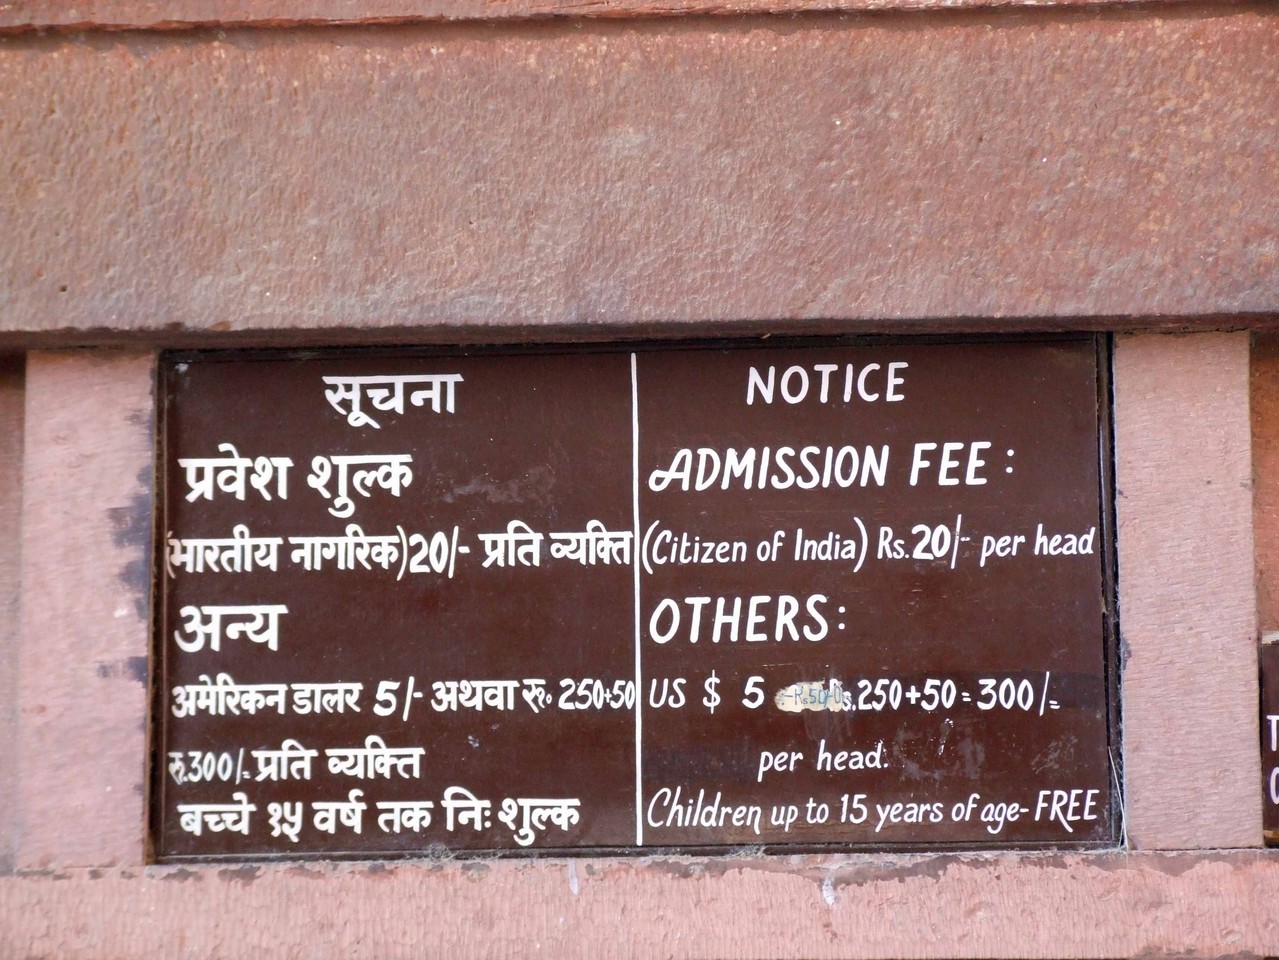 सूचना
प्रवेश शुल्क
(भारतीय नागरिक) 20/- प्रति व्यक्ति
अन्य
अमेरिकन डालर 5/- अथवा रू॰ 250+50
रू.300/= प्रति व्यक्ति
बच्चे १५ वर्ष तक निः शुल्क
NOTICE
ADMISSION FEE :
(Citizen of India) Rs. 20/- per head
OTHERS :
US $ 5 250+50 = 300/=
per head.
Children up to 15 years of age- FREE